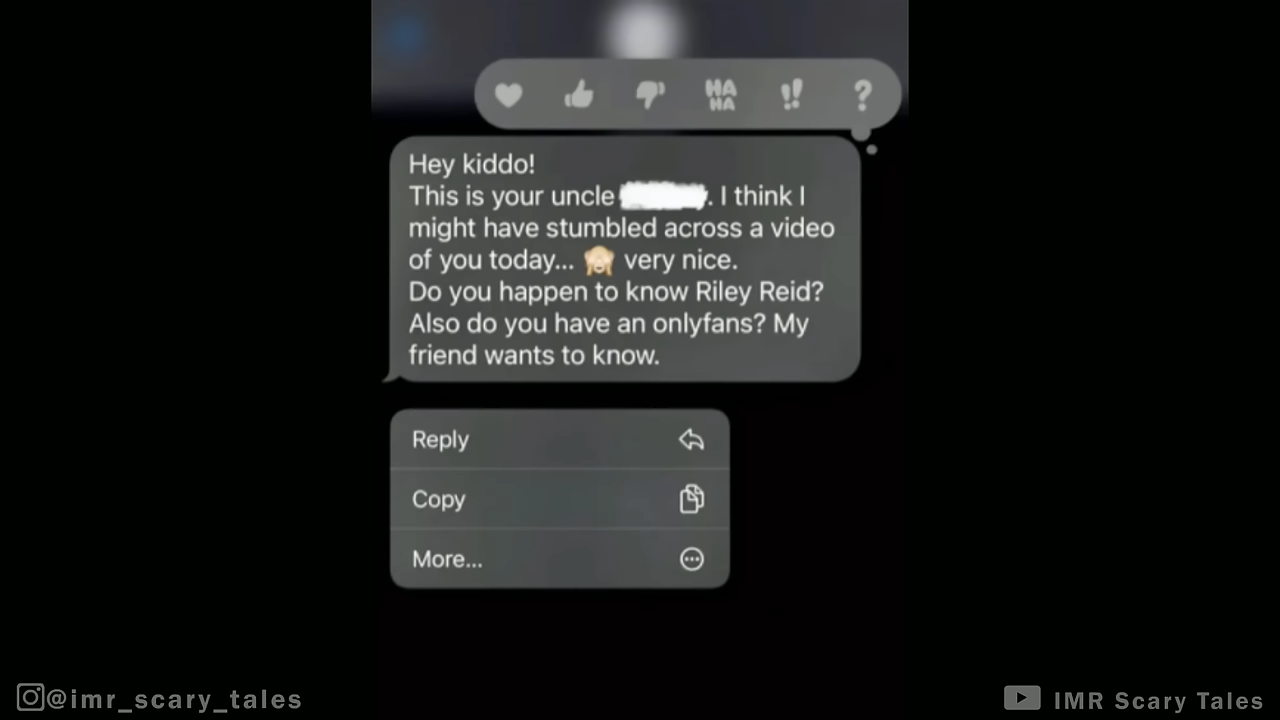 HA
HA
!!
?
Hey kiddo!
This is your uncle . I think I
might have stumbled across a video
of you today... 🙈 very nice.
Do you happen to know Riley Reid?
Also do you have an onlyfans? My
friend wants to know.
Reply
Copy
More...
@imr_scary_tales
IMR Scary Tales